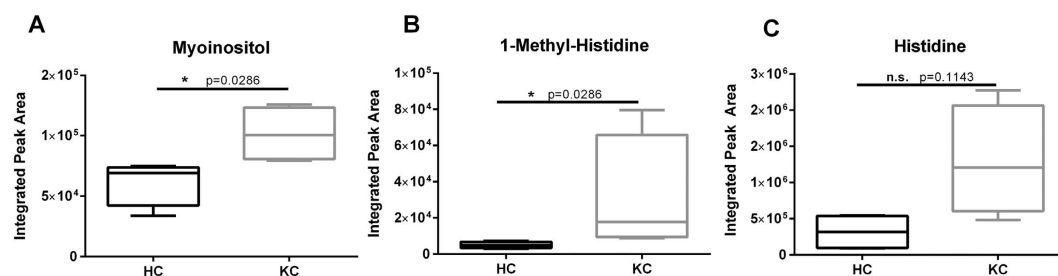 A
Myoinositol
Integrated Peak Area
2×10⁵
1×10⁵
5×10⁴
0
* p=0.0286
HC
KC
B
1-Methyl-Histidine
Integrated Peak Area
1×10⁵
8×10⁴
6×10⁴
4×10⁴
2×10⁴
0
* p=0.0286
HC
KC
C
Histidine
Integrated Peak Area
3×10⁶
2×10⁶
2×10⁶
1×10⁶
5×10⁵
0
n.s. p=0.1143
HC
KC